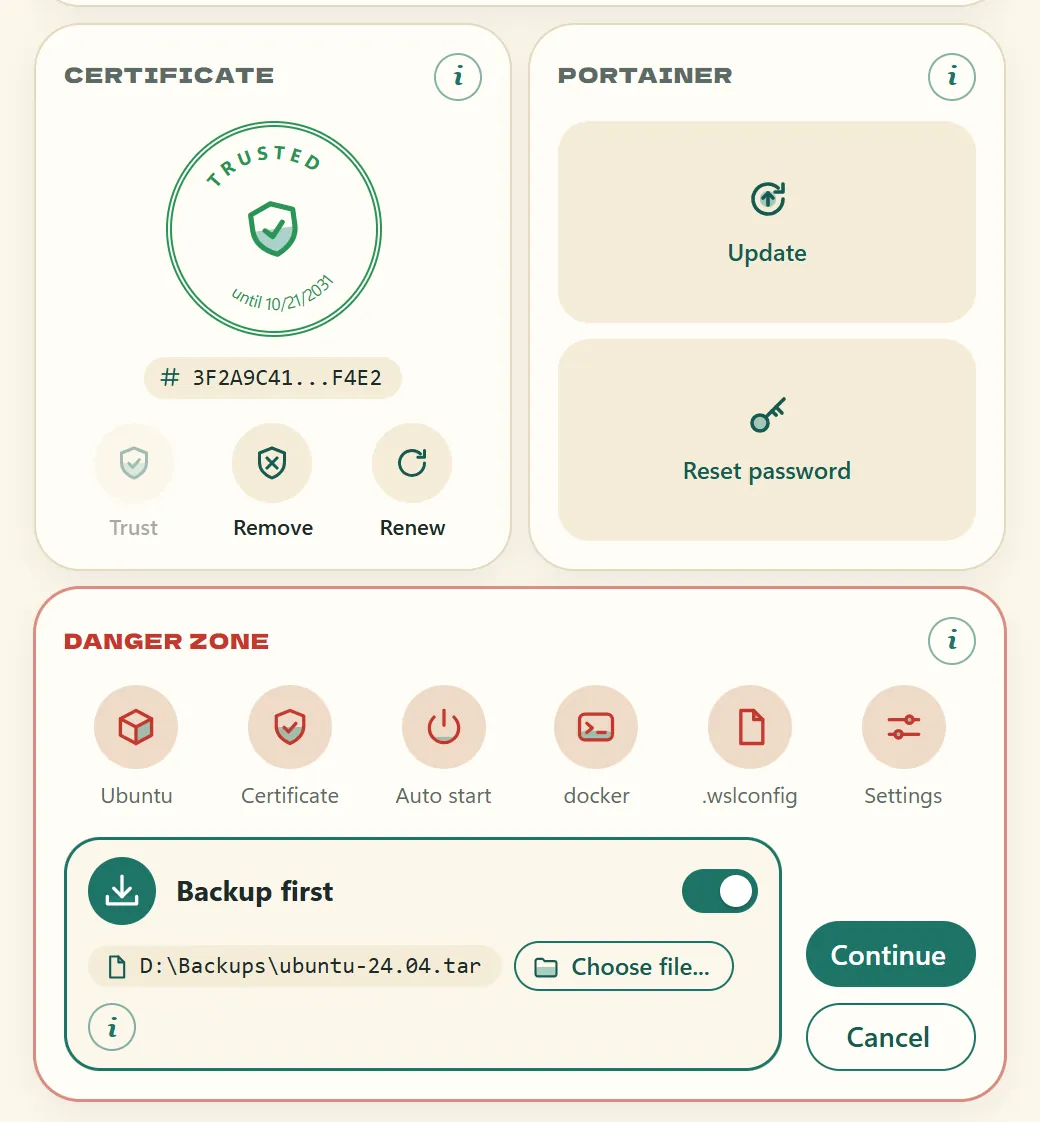 CERTIFICATE
i
TRUSTED
until 10/21/2031
# 3F2A9C41...F4E2
Trust
Remove
Renew
PORTAINER
i
Update
Reset password
DANGER ZONE
i
Ubuntu
Certificate
Auto start
docker
.wslconfig
Settings
Backup first
D:\Backups\ubuntu-24.04.tar
Choose file...
i
Continue
Cancel